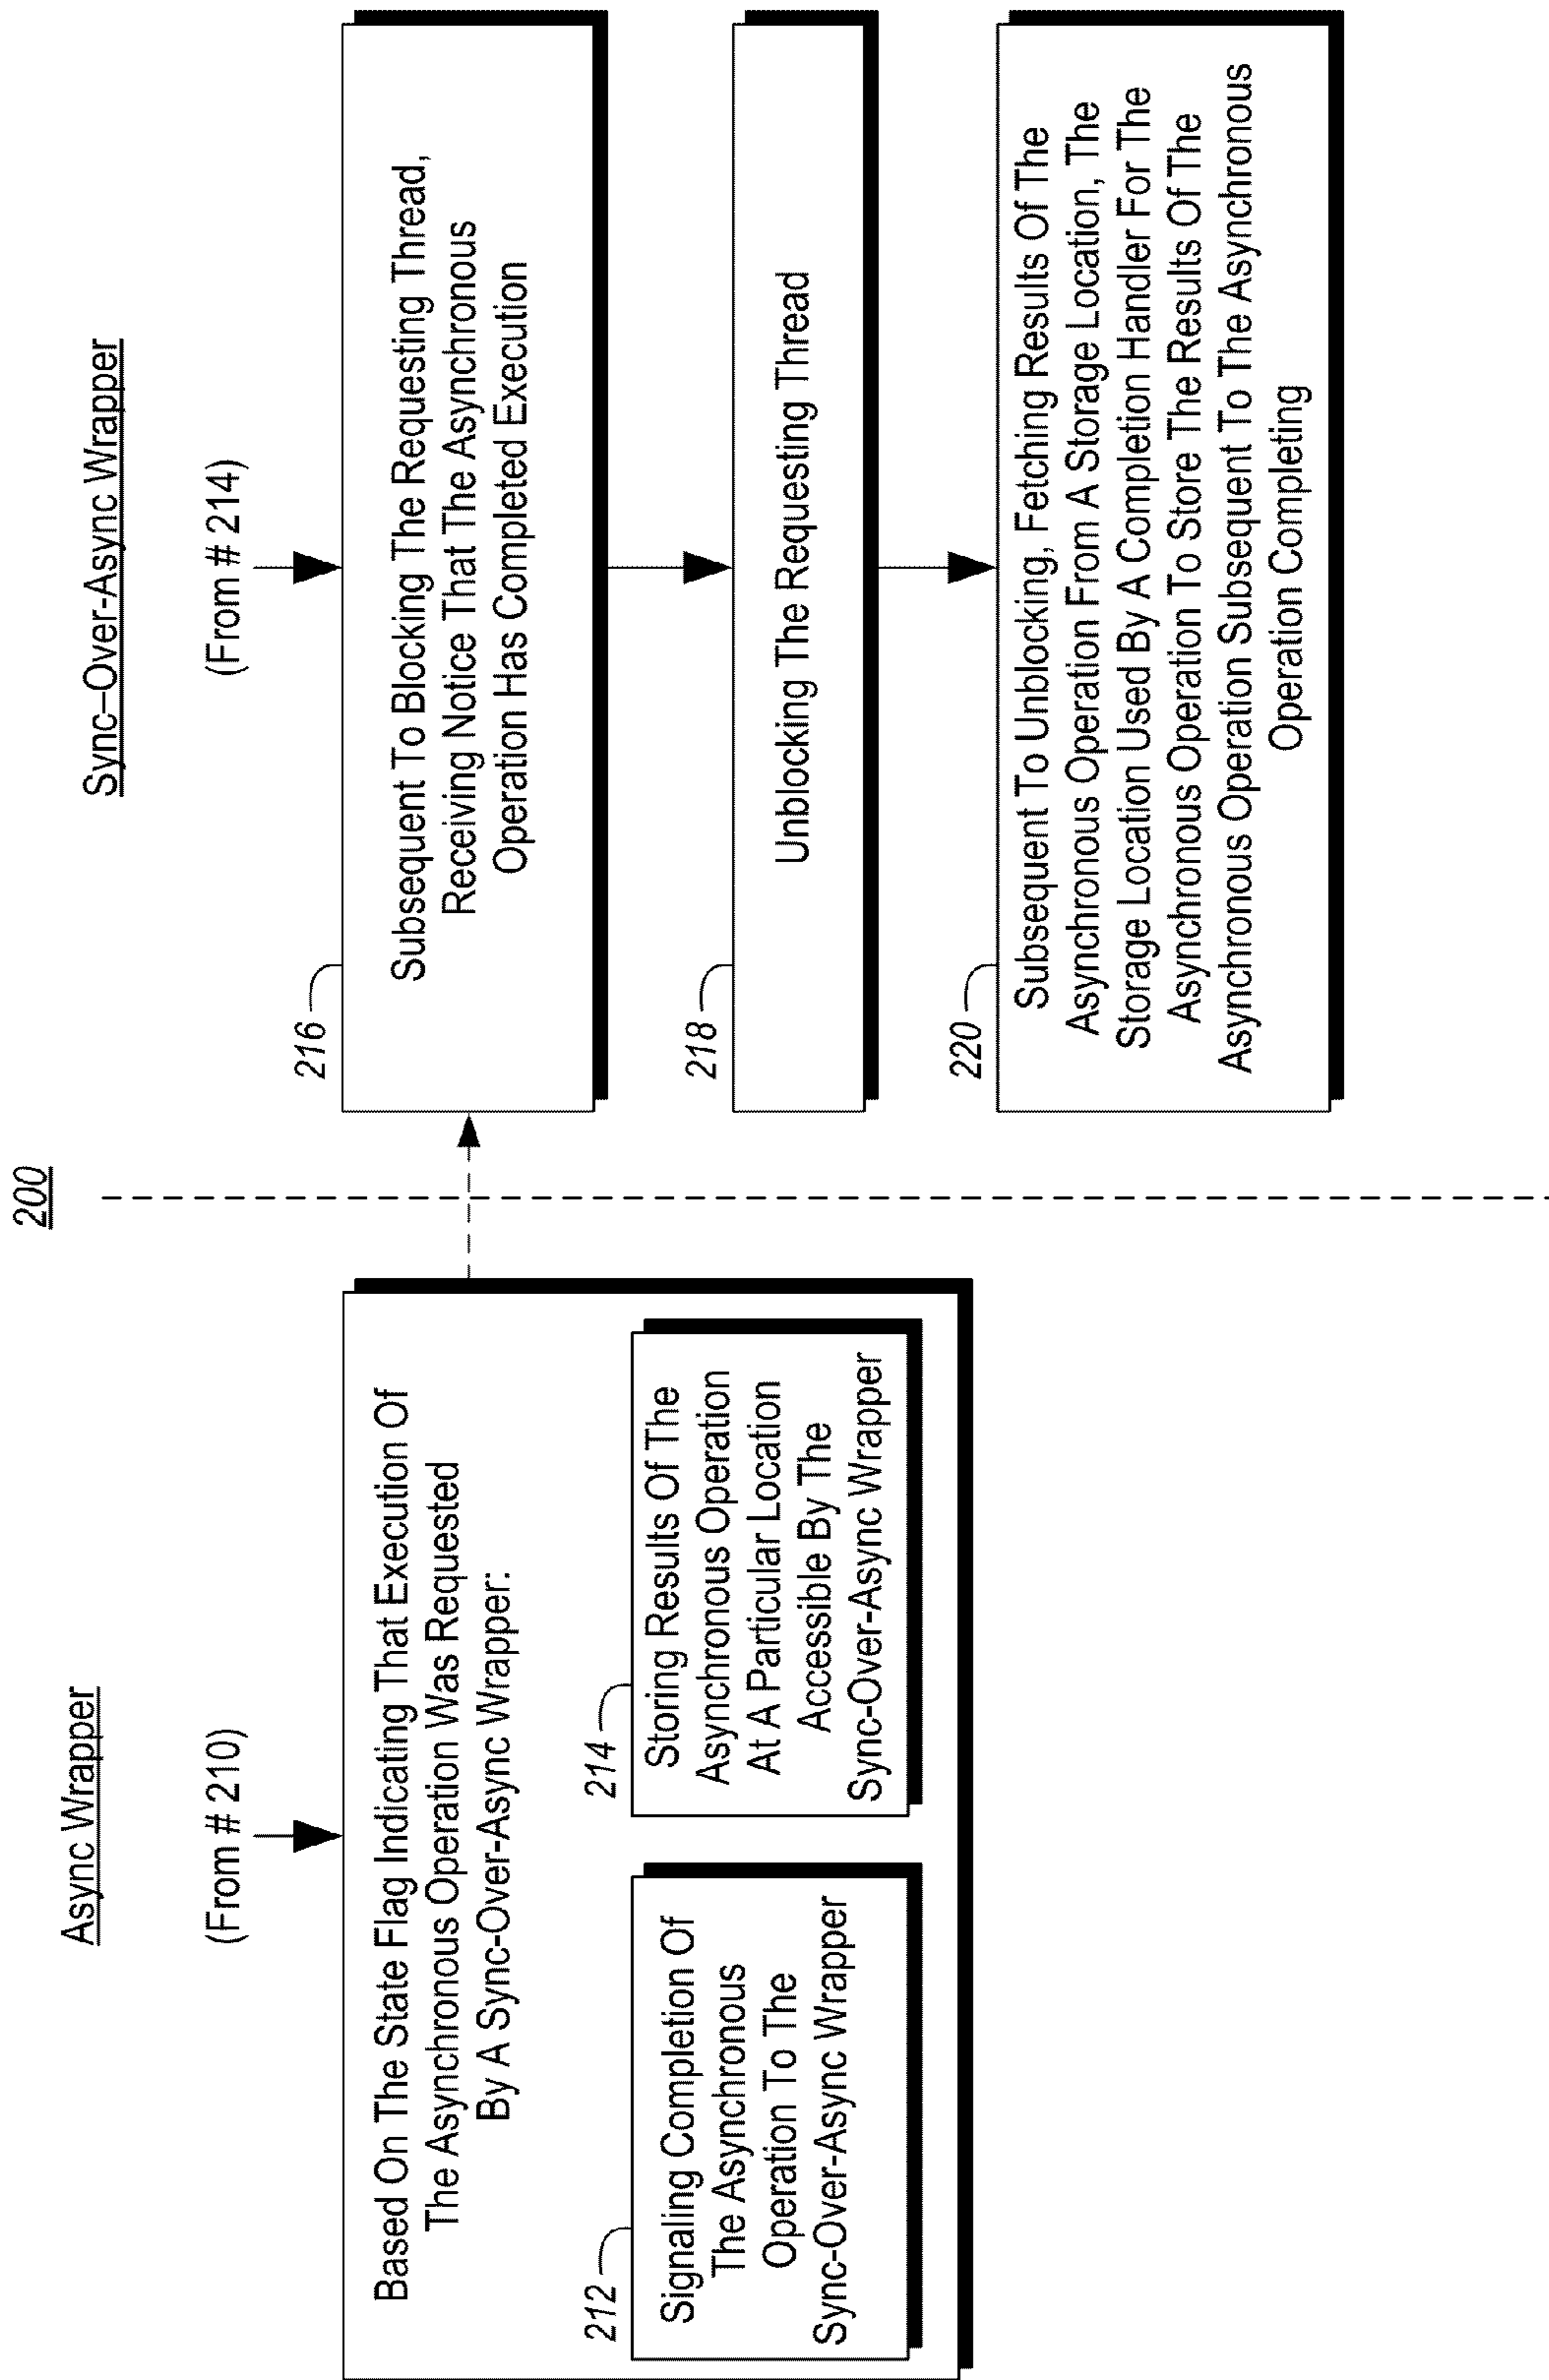 200
Async Wrapper
(From # 210)
Based On The State Flag Indicating That Execution Of
The Asynchronous Operation Was Requested
By A Sync-Over-Async Wrapper:
212
Signaling Completion Of
The Asynchronous
Operation To The
Sync-Over-Async Wrapper
214
Storing Results Of The
Asynchronous Operation
At A Particular Location
Accessible By The
Sync-Over-Async Wrapper
Sync–Over-Async Wrapper
(From # 214)
216
Subsequent To Blocking The Requesting Thread,
Receiving Notice That The Asynchronous
Operation Has Completed Execution
218
Unblocking The Requesting Thread
220
Subsequent To Unblocking, Fetching Results Of The
Asynchronous Operation From A Storage Location, The
Storage Location Used By A Completion Handler For The
Asynchronous Operation To Store The Results Of The
Asynchronous Operation Subsequent To The Asynchronous
Operation Completing